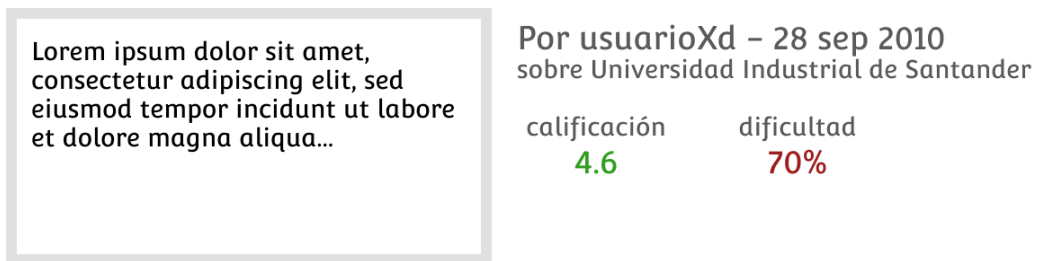 Lorem ipsum dolor sit amet,
consectetur adipiscing elit, sed
eiusmod tempor incidunt ut labore
et dolore magna aliqua...
Por usuarioXd – 28 sep 2010
sobre Universidad Industrial de Santander
calificación dificultad
4.6 70%